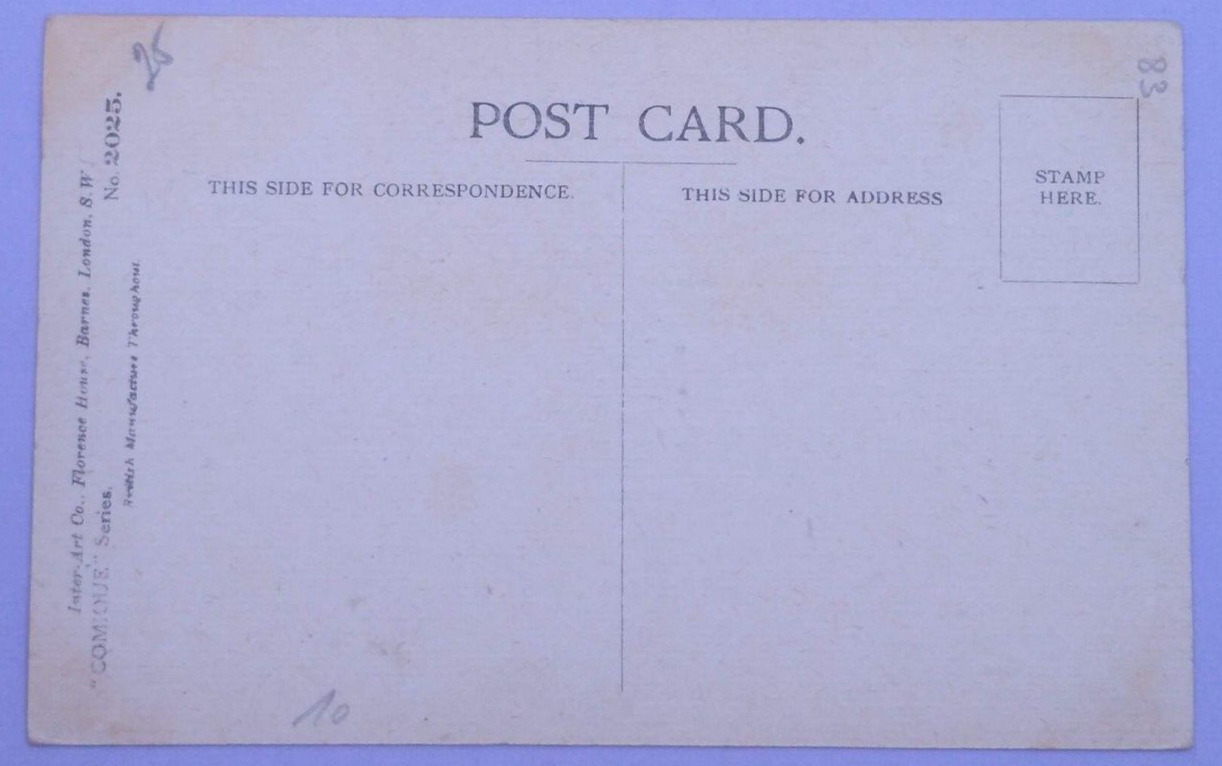 POST CARD.
THIS SIDE FOR CORRESPONDENCE.
THIS SIDE FOR ADDRESS
STAMP
HERE.
Inter-Art Co., Florence House, Barnes, London, S.W
"COMIQUE" Series.
No. 2025.
British Manufacture Throughout.
83
10